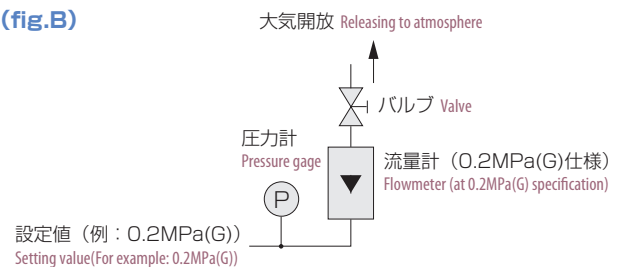 (fig.B)
大気開放 Releasing to atmosphere
バルブ Valve
圧力計
Pressure gage
流量計（0.2MPa(G)仕様）
Flowmeter (at 0.2MPa(G) specification)
P
設定値（例：0.2MPa(G)）
Setting value(For example: 0.2MPa(G))